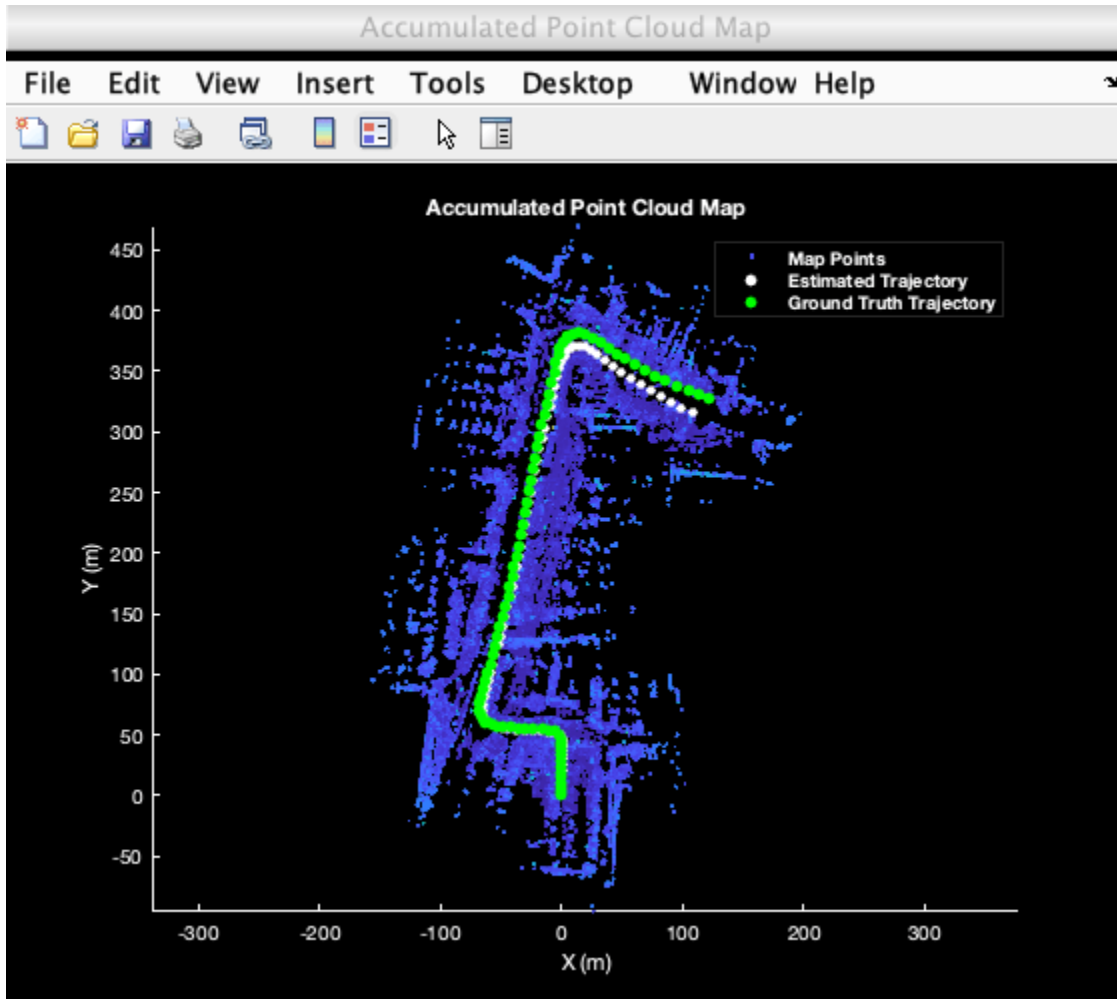 Accumulated Point Cloud Map
File Edit View Insert Tools Desktop Window Help
Accumulated Point Cloud Map
Map Points
Estimated Trajectory
Ground Truth Trajectory
450
400
350
300
250
200
150
100
50
0
-50
Y (m)
-300 -200 -100 0 100 200 300
X (m)